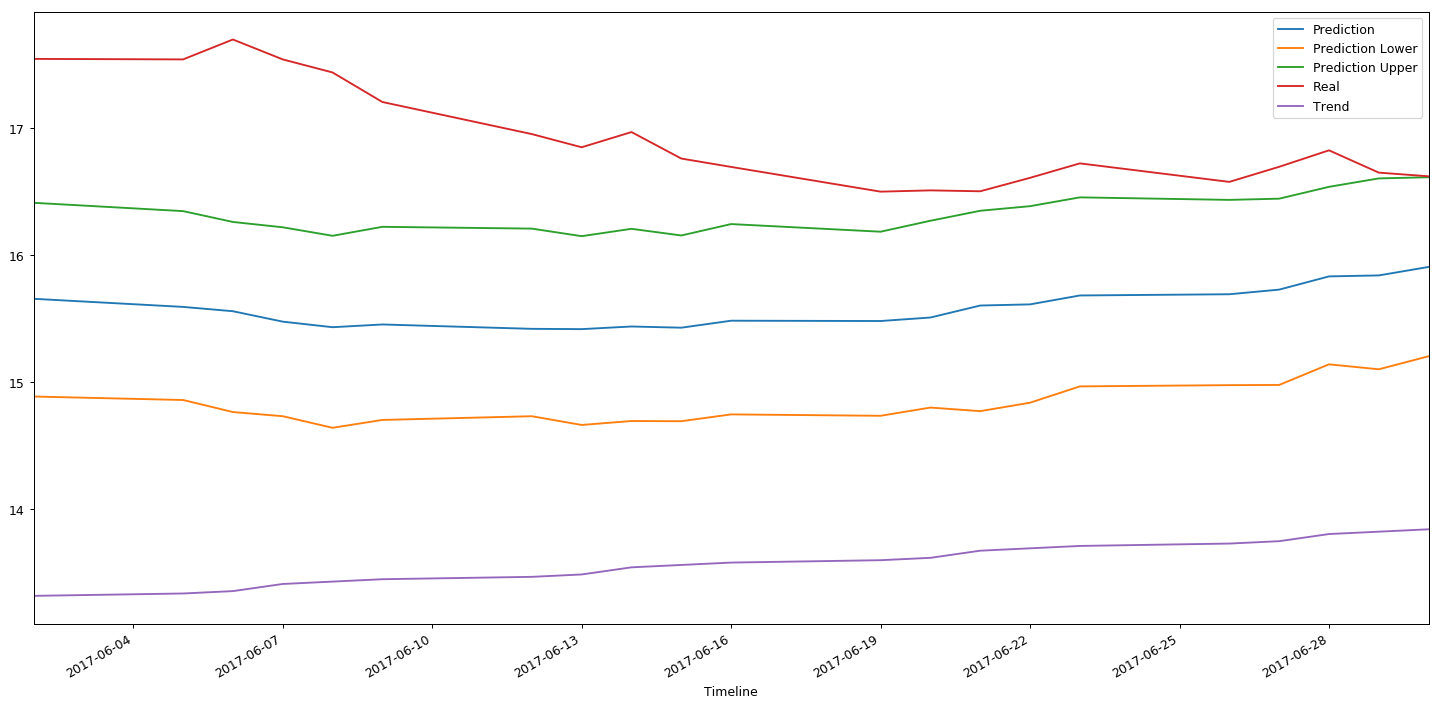 Prediction
Prediction Lower
Prediction Upper
Real
Trend
17
16
15
14
2017-06-04
2017-06-07
2017-06-10
2017-06-13
2017-06-16
2017-06-19
2017-06-22
2017-06-25
2017-06-28
Timeline